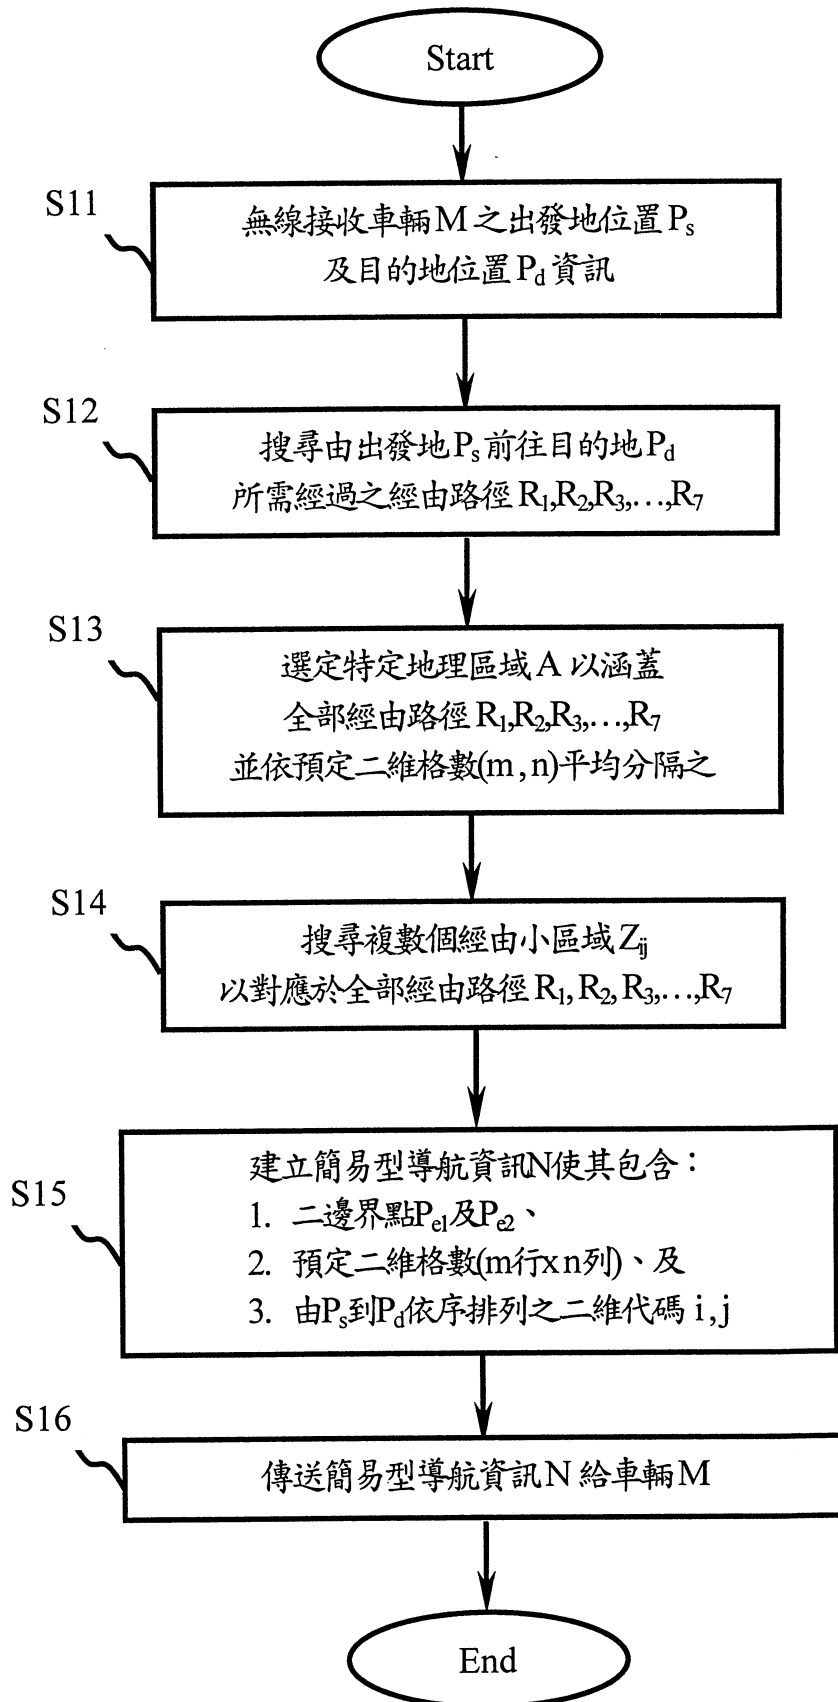 Start
S11
無線接收車輛M之出發地位置Ps
及目的地位置Pd資訊
S12
搜尋由出發地Ps前往目的地Pd
所需經過之經由路徑R1,R2,R3,...,R7
S13
選定特定地理區域A以涵蓋
全部經由路徑R1,R2,R3,...,R7
並依預定二維格數(m,n)平均分隔之
S14
搜尋複數個經由小區域Zij
以對應於全部經由路徑R1,R2,R3,...,R7
S15
建立簡易型導航資訊N使其包含：
1. 二邊界點Pe1及Pe2、
2. 預定二維格數(m行x n列)、及
3. 由Ps到Pd依序排列之二維代碼 i,j
S16
傳送簡易型導航資訊N給車輛M
End